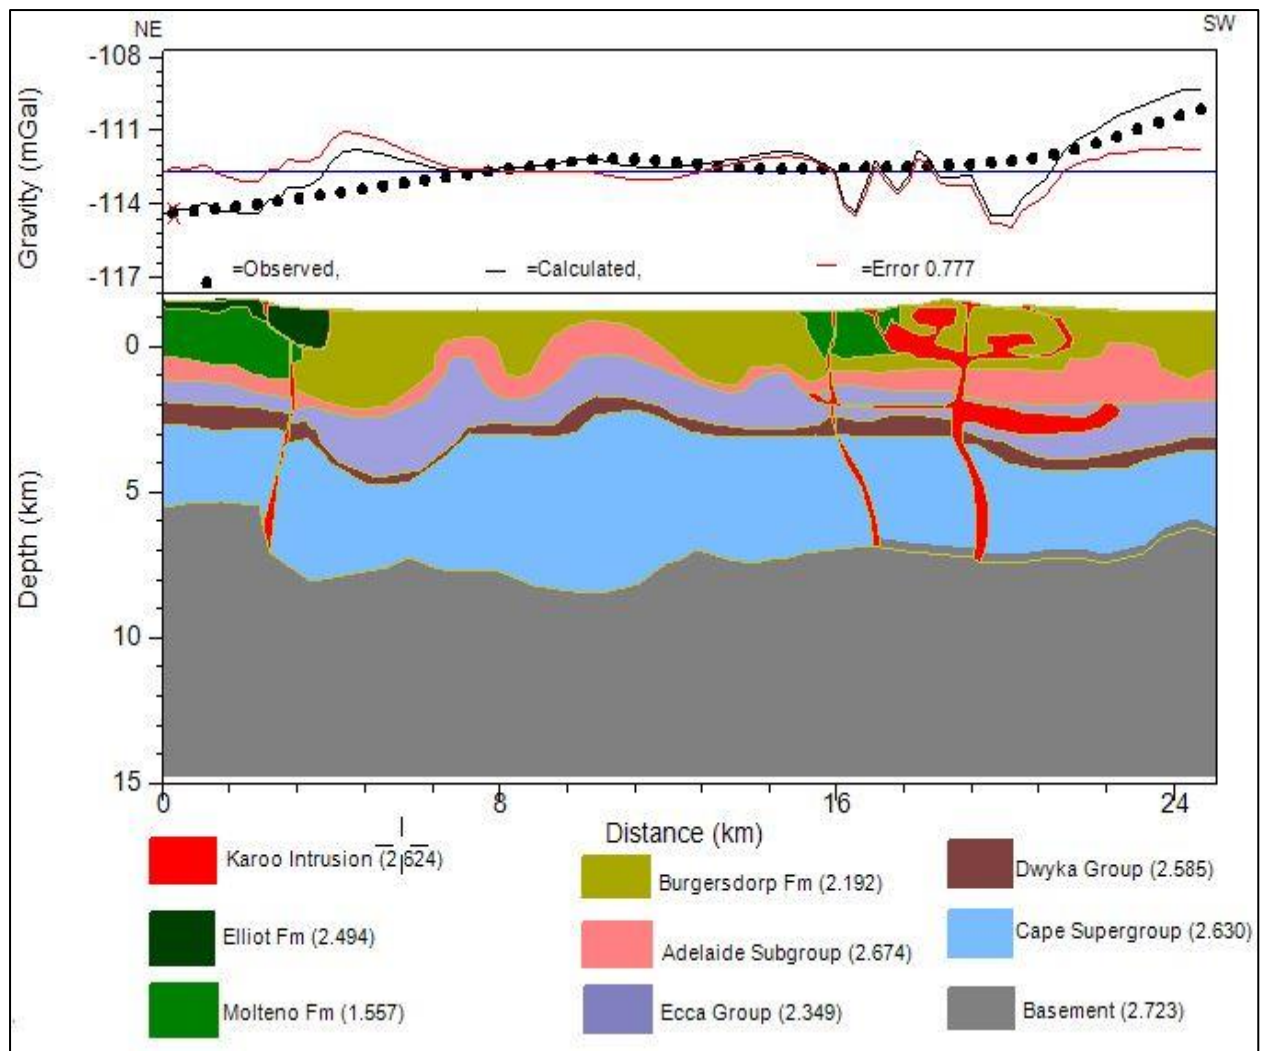 NE
SW
-108
-111
-114
-117
Gravity (mGal)
=Observed,
=Calculated,
=Error 0.777
0
5
10
15
Depth (km)
0
8
16
24
Distance (km)
Karoo Intrusion (2.624)
Burgersdorp Fm (2.192)
Dwyka Group (2.585)
Elliot Fm (2.494)
Adelaide Subgroup (2.674)
Cape Supergroup (2.630)
Molteno Fm (1.557)
Ecca Group (2.349)
Basement (2.723)